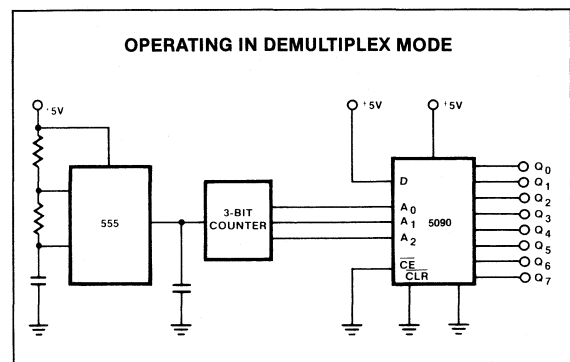 OPERATING IN DEMULTIPLEX MODE
+5V
+5V
+5V
555
3-BIT
COUNTER
D
A0
A1
A2
CE
CLR
5090
Q0
Q1
Q2
Q3
Q4
Q5
Q6
Q7